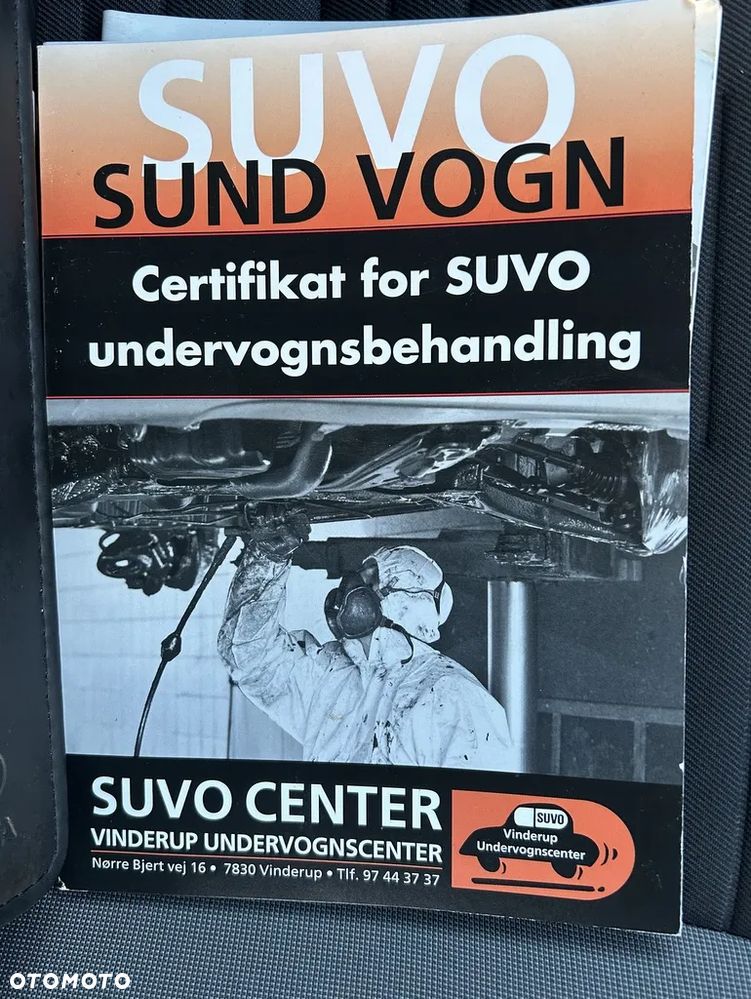 SUVO
SUND VOGN
Certifikat for SUVO
undervognsbehandling
SUVO CENTER
VINDERUP UNDERVOGNSCENTER
Nørre Bjert vej 16 • 7830 Vinderup • Tlf. 97 44 37 37
SUVO
Vinderup
Undervognscenter
OTOMOTO